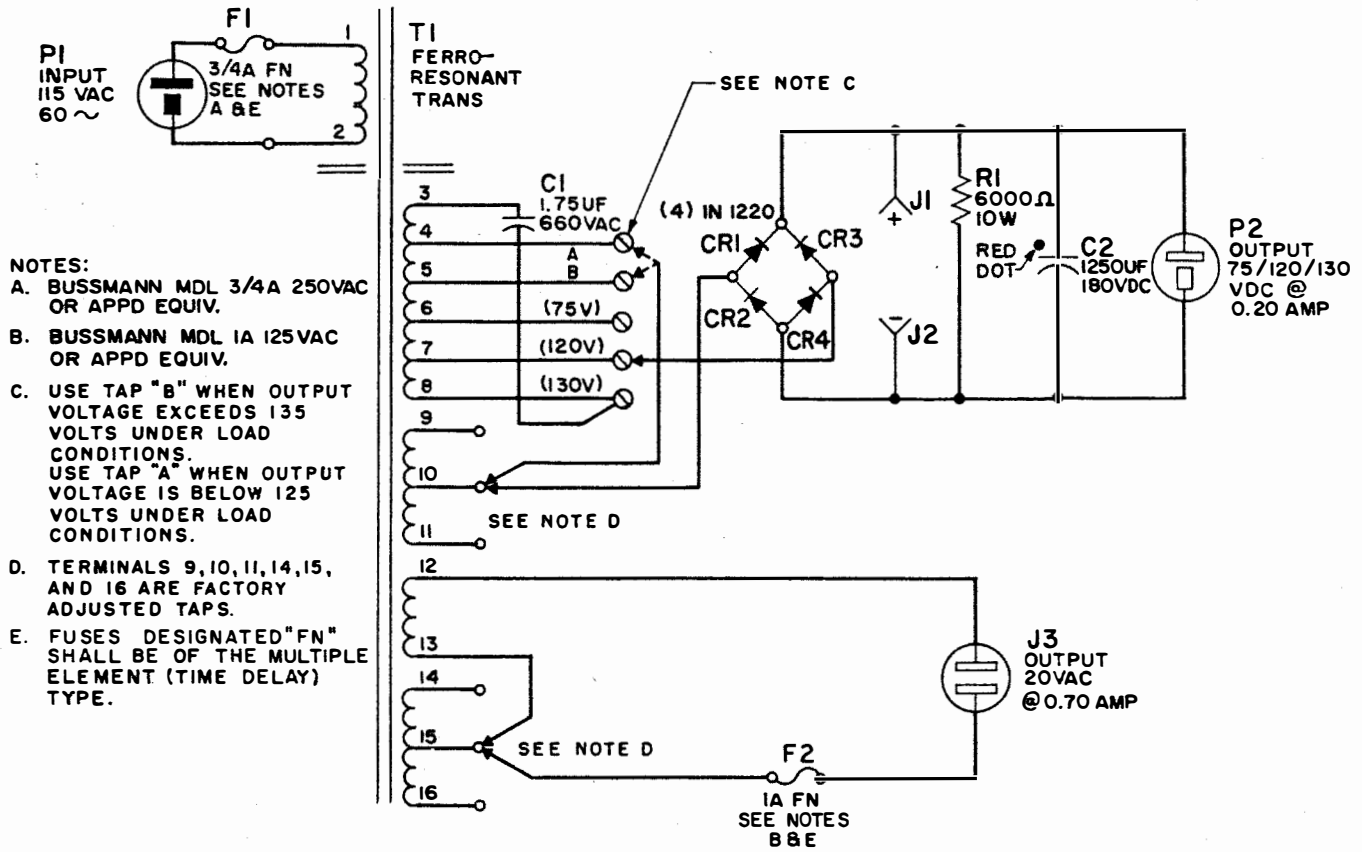 F1
1
P1
INPUT
115 VAC
60 ~
3/4A FN
SEE NOTES
A & E
2
T1
FERRO-
RESONANT
TRANS
SEE NOTE C
3
C1
1.75UF
660VAC
4
A
B
5
6
(75V)
7
(120V)
8
(130V)
9
10
11
SEE NOTE D
(4) IN 1220
CR1
CR3
CR2
CR4
J1
+
-
J2
R1
6000Ω
10W
RED
DOT
C2
1250UF
180VDC
P2
OUTPUT
75/120/130
VDC @
0.20 AMP
NOTES:
A. BUSSMANN MDL 3/4A 250VAC
OR APPD EQUIV.
B. BUSSMANN MDL 1A 125VAC
OR APPD EQUIV.
C. USE TAP "B" WHEN OUTPUT
VOLTAGE EXCEEDS 135
VOLTS UNDER LOAD
CONDITIONS.
USE TAP "A" WHEN OUTPUT
VOLTAGE IS BELOW 125
VOLTS UNDER LOAD
CONDITIONS.
D. TERMINALS 9,10,11,14,15,
AND 16 ARE FACTORY
ADJUSTED TAPS.
E. FUSES DESIGNATED "FN"
SHALL BE OF THE MULTIPLE
ELEMENT (TIME DELAY)
TYPE.
12
13
14
15
SEE NOTE D
16
F2
1A FN
SEE NOTES
B & E
J3
OUTPUT
20VAC
@ 0.70 AMP